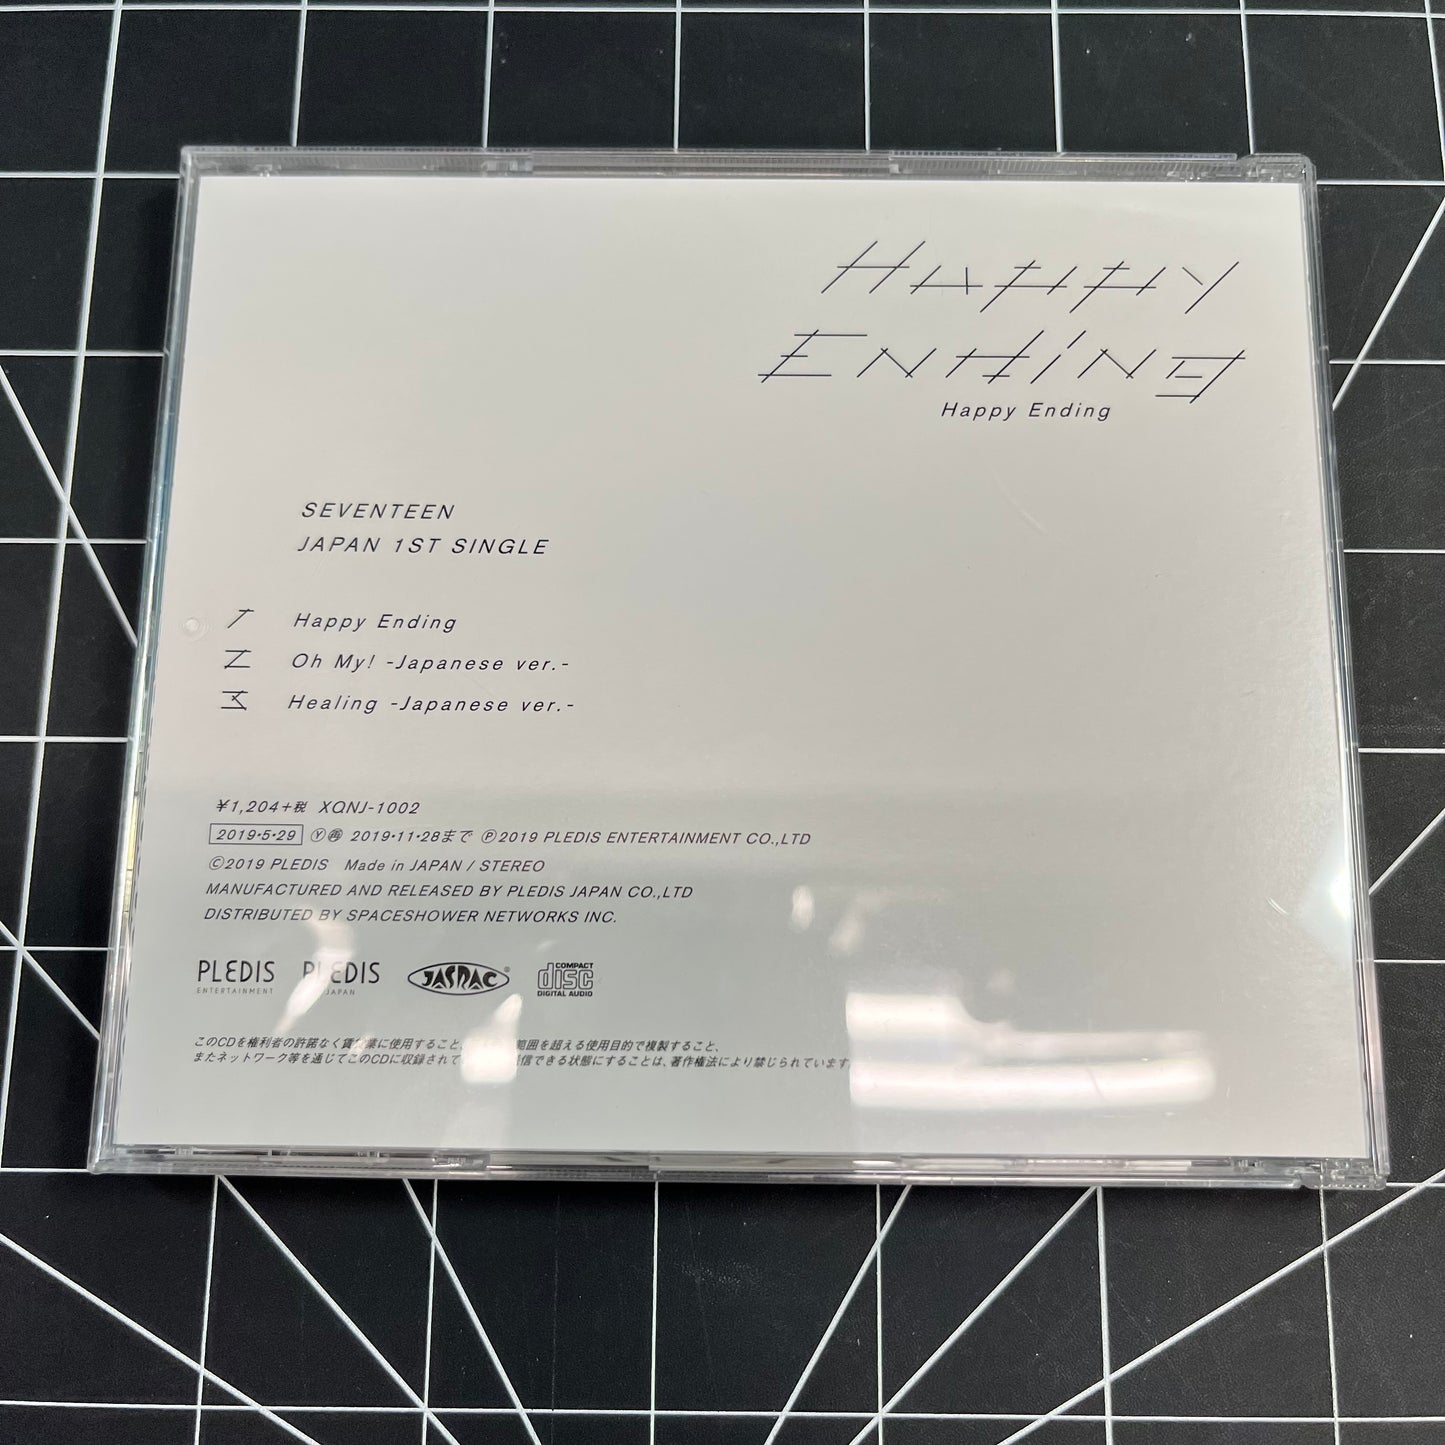 Happy
Ending
Happy Ending
SEVENTEEN
JAPAN 1ST SINGLE
1 Happy Ending
2 Oh My! -Japanese ver.-
3 Healing -Japanese ver.-
¥1,204+税 XQNJ-1002
2019・5・29 Ⓨ㊢ 2019・11・28まで Ⓟ2019 PLEDIS ENTERTAINMENT CO.,LTD
©2019 PLEDIS Made in JAPAN / STEREO
MANUFACTURED AND RELEASED BY PLEDIS JAPAN CO.,LTD
DISTRIBUTED BY SPACESHOWER NETWORKS INC.
PLEDIS ENTERTAINMENT PLEDIS JAPAN JASRAC® COMPACT disc DIGITAL AUDIO
このCDを権利者の許諾なく賃貸業に使用すること、範囲を超える使用目的で複製すること、
またネットワーク等を通じてこのCDに収録されて信できる状態にすることは、著作権法により禁じられています